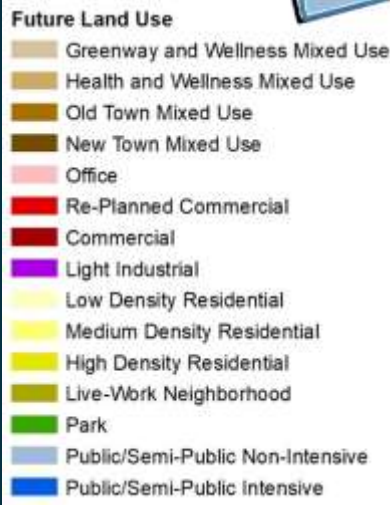 Future Land Use
Greenway and Wellness Mixed Use
Health and Wellness Mixed Use
Old Town Mixed Use
New Town Mixed Use
Office
Re-Planned Commercial
Commercial
Light Industrial
Low Density Residential
Medium Density Residential
High Density Residential
Live-Work Neighborhood
Park
Public/Semi-Public Non-Intensive
Public/Semi-Public Intensive